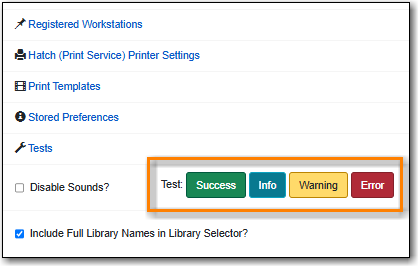 Registered Workstations
Hatch (Print Service) Printer Settings
Print Templates
Stored Preferences
Tests
Disable Sounds? Test: Success Info Warning Error
Include Full Library Names in Library Selector?